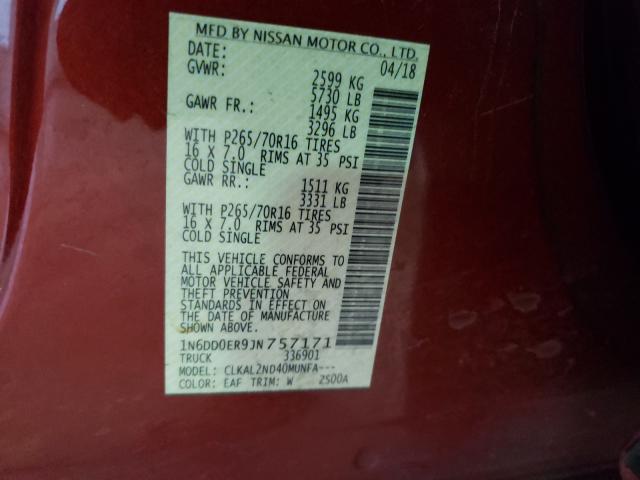 MFD BY NISSAN MOTOR CO., LTD.
DATE: 04/18
GVWR: 2599 KG
5730 LB
GAWR FR.: 1495 KG
3296 LB
WITH P265/70R16 TIRES
16 X 7.0 RIMS AT 35 PSI
COLD SINGLE
GAWR RR.: 1511 KG
3331 LB
WITH P265/70R16 TIRES
16 X 7.0 RIMS AT 35 PSI
COLD SINGLE
THIS VEHICLE CONFORMS TO
ALL APPLICABLE FEDERAL
MOTOR VEHICLE SAFETY AND
THEFT PREVENTION
STANDARDS IN EFFECT ON
THE DATE OF MANUFACTURE
SHOWN ABOVE.
1N6DD0ER9JN757171
TRUCK 336901
MODEL: CLKAL2ND40MUNFA---
COLOR: EAF TRIM: W 2S00A